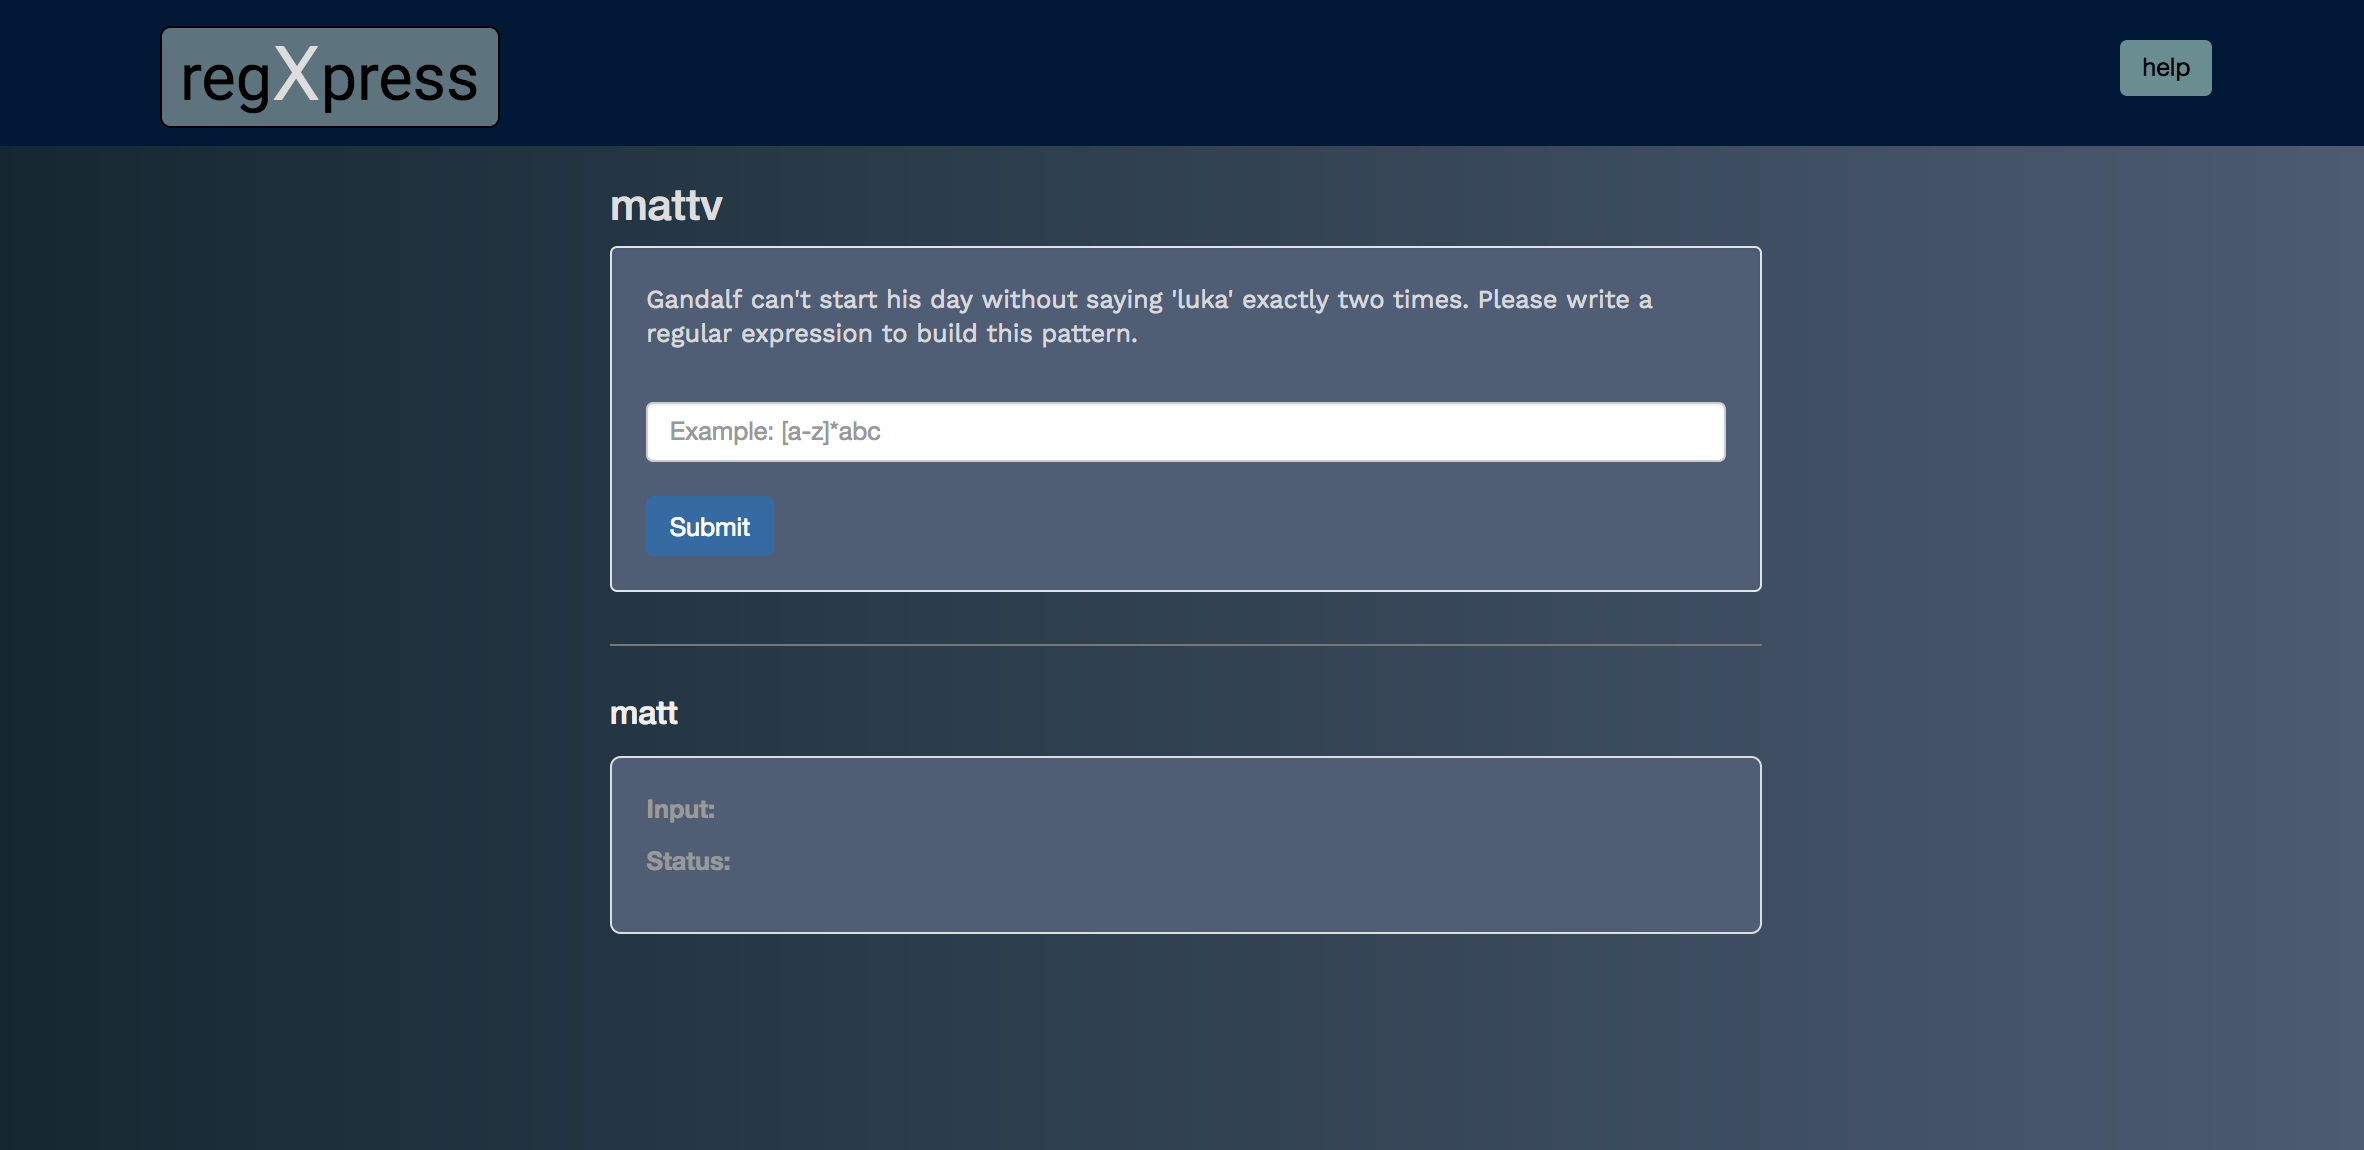 regXpress
help
mattv
Gandalf can't start his day without saying 'luka' exactly two times. Please write a
regular expression to build this pattern.
Example: [a-z]*abc
Submit
matt
Input:
Status: